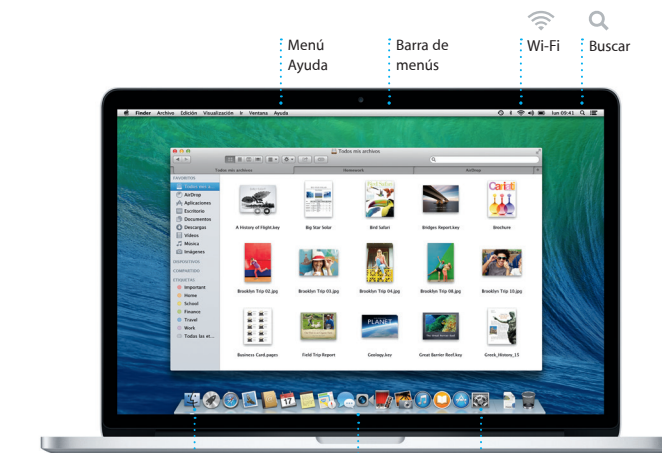 Menú
Ayuda
Barra de
menús
Wi-Fi
Buscar
Finder Archivo Edición Visualización Ir Ventana Ayuda
lun 09:41
Todos mis archivos
Todos mis archivos
Homework
AirDrop
FAVORITOS
Todos mis a...
AirDrop
Aplicaciones
Escritorio
Documentos
Descargas
Vídeos
Música
Imágenes
DISPOSITIVOS
COMPARTIDO
ETIQUETAS
Important
Home
School
Finance
Travel
Work
Todas las et...
A History of Flight.key
Big Star Solar
Bird Safari
Bridges Report.key
Brochure
Brooklyn Trip 02.jpg
Brooklyn Trip 03.jpg
Brooklyn Trip 04.jpg
Brooklyn Trip 08.jpg
Brooklyn Trip 10.jpg
PLANET
Business Card.pages
Field Trip Report
Geology.key
Great Barrier Reef.key
Greek_History_15
17